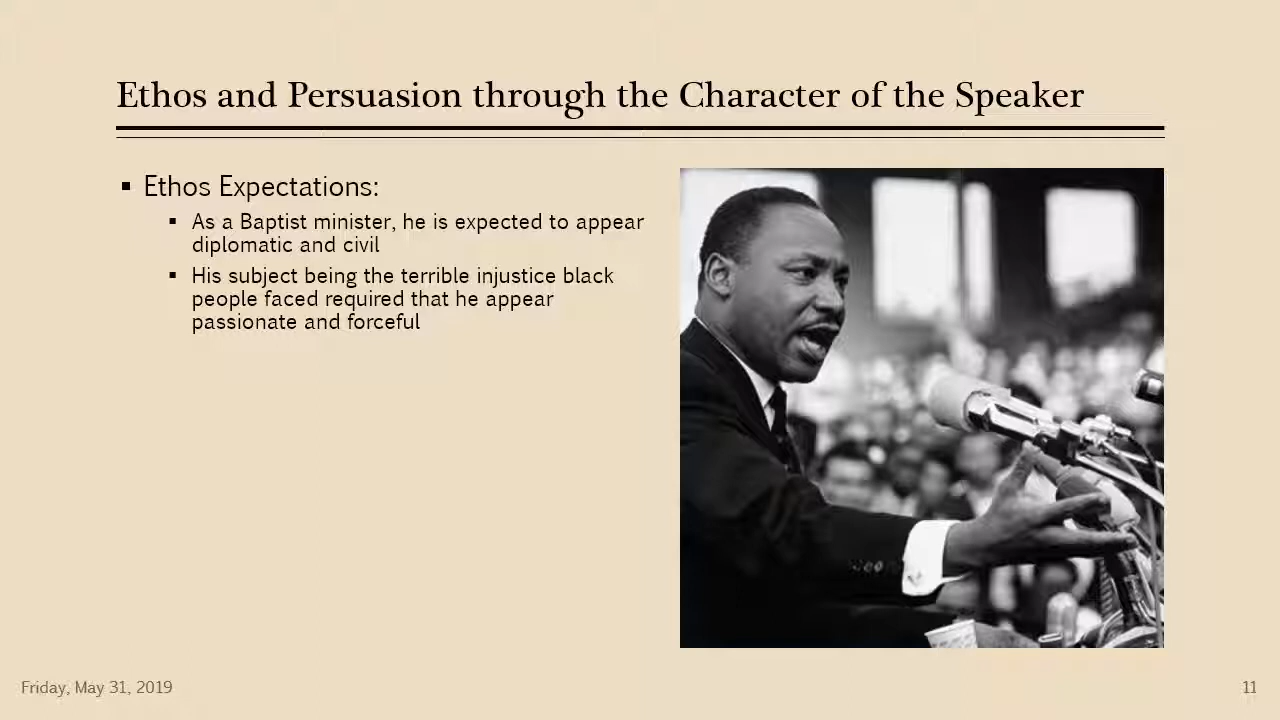 Ethos and Persuasion through the Character of the Speaker
Ethos Expectations:
As a Baptist minister, he is expected to appear
diplomatic and civil
His subject being the terrible injustice black
people faced required that he appear
passionate and forceful
Friday, May 31, 2019
11